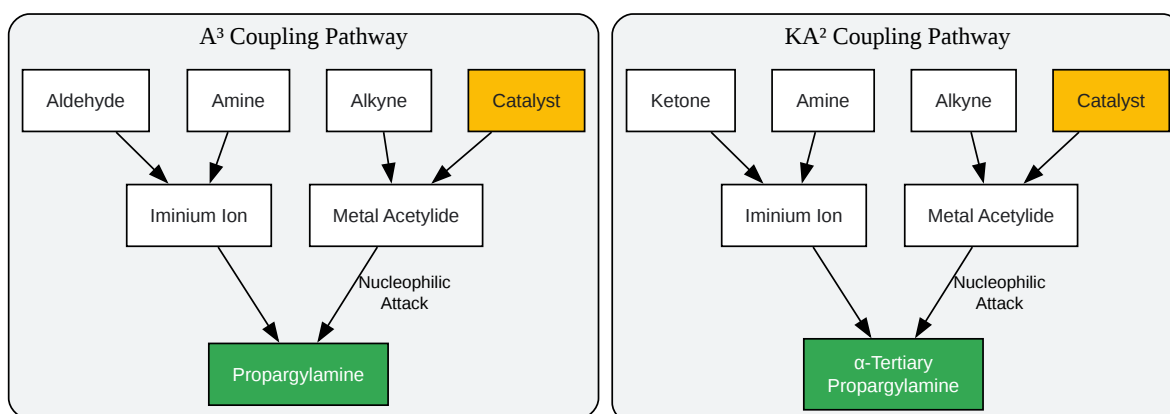 A³ Coupling Pathway
Aldehyde
Amine
Alkyne
Catalyst
Iminium Ion
Metal Acetylide
Nucleophilic
Attack
Propargylamine
KA² Coupling Pathway
Ketone
Amine
Alkyne
Catalyst
Iminium Ion
Metal Acetylide
Nucleophilic
Attack
α-Tertiary
Propargylamine